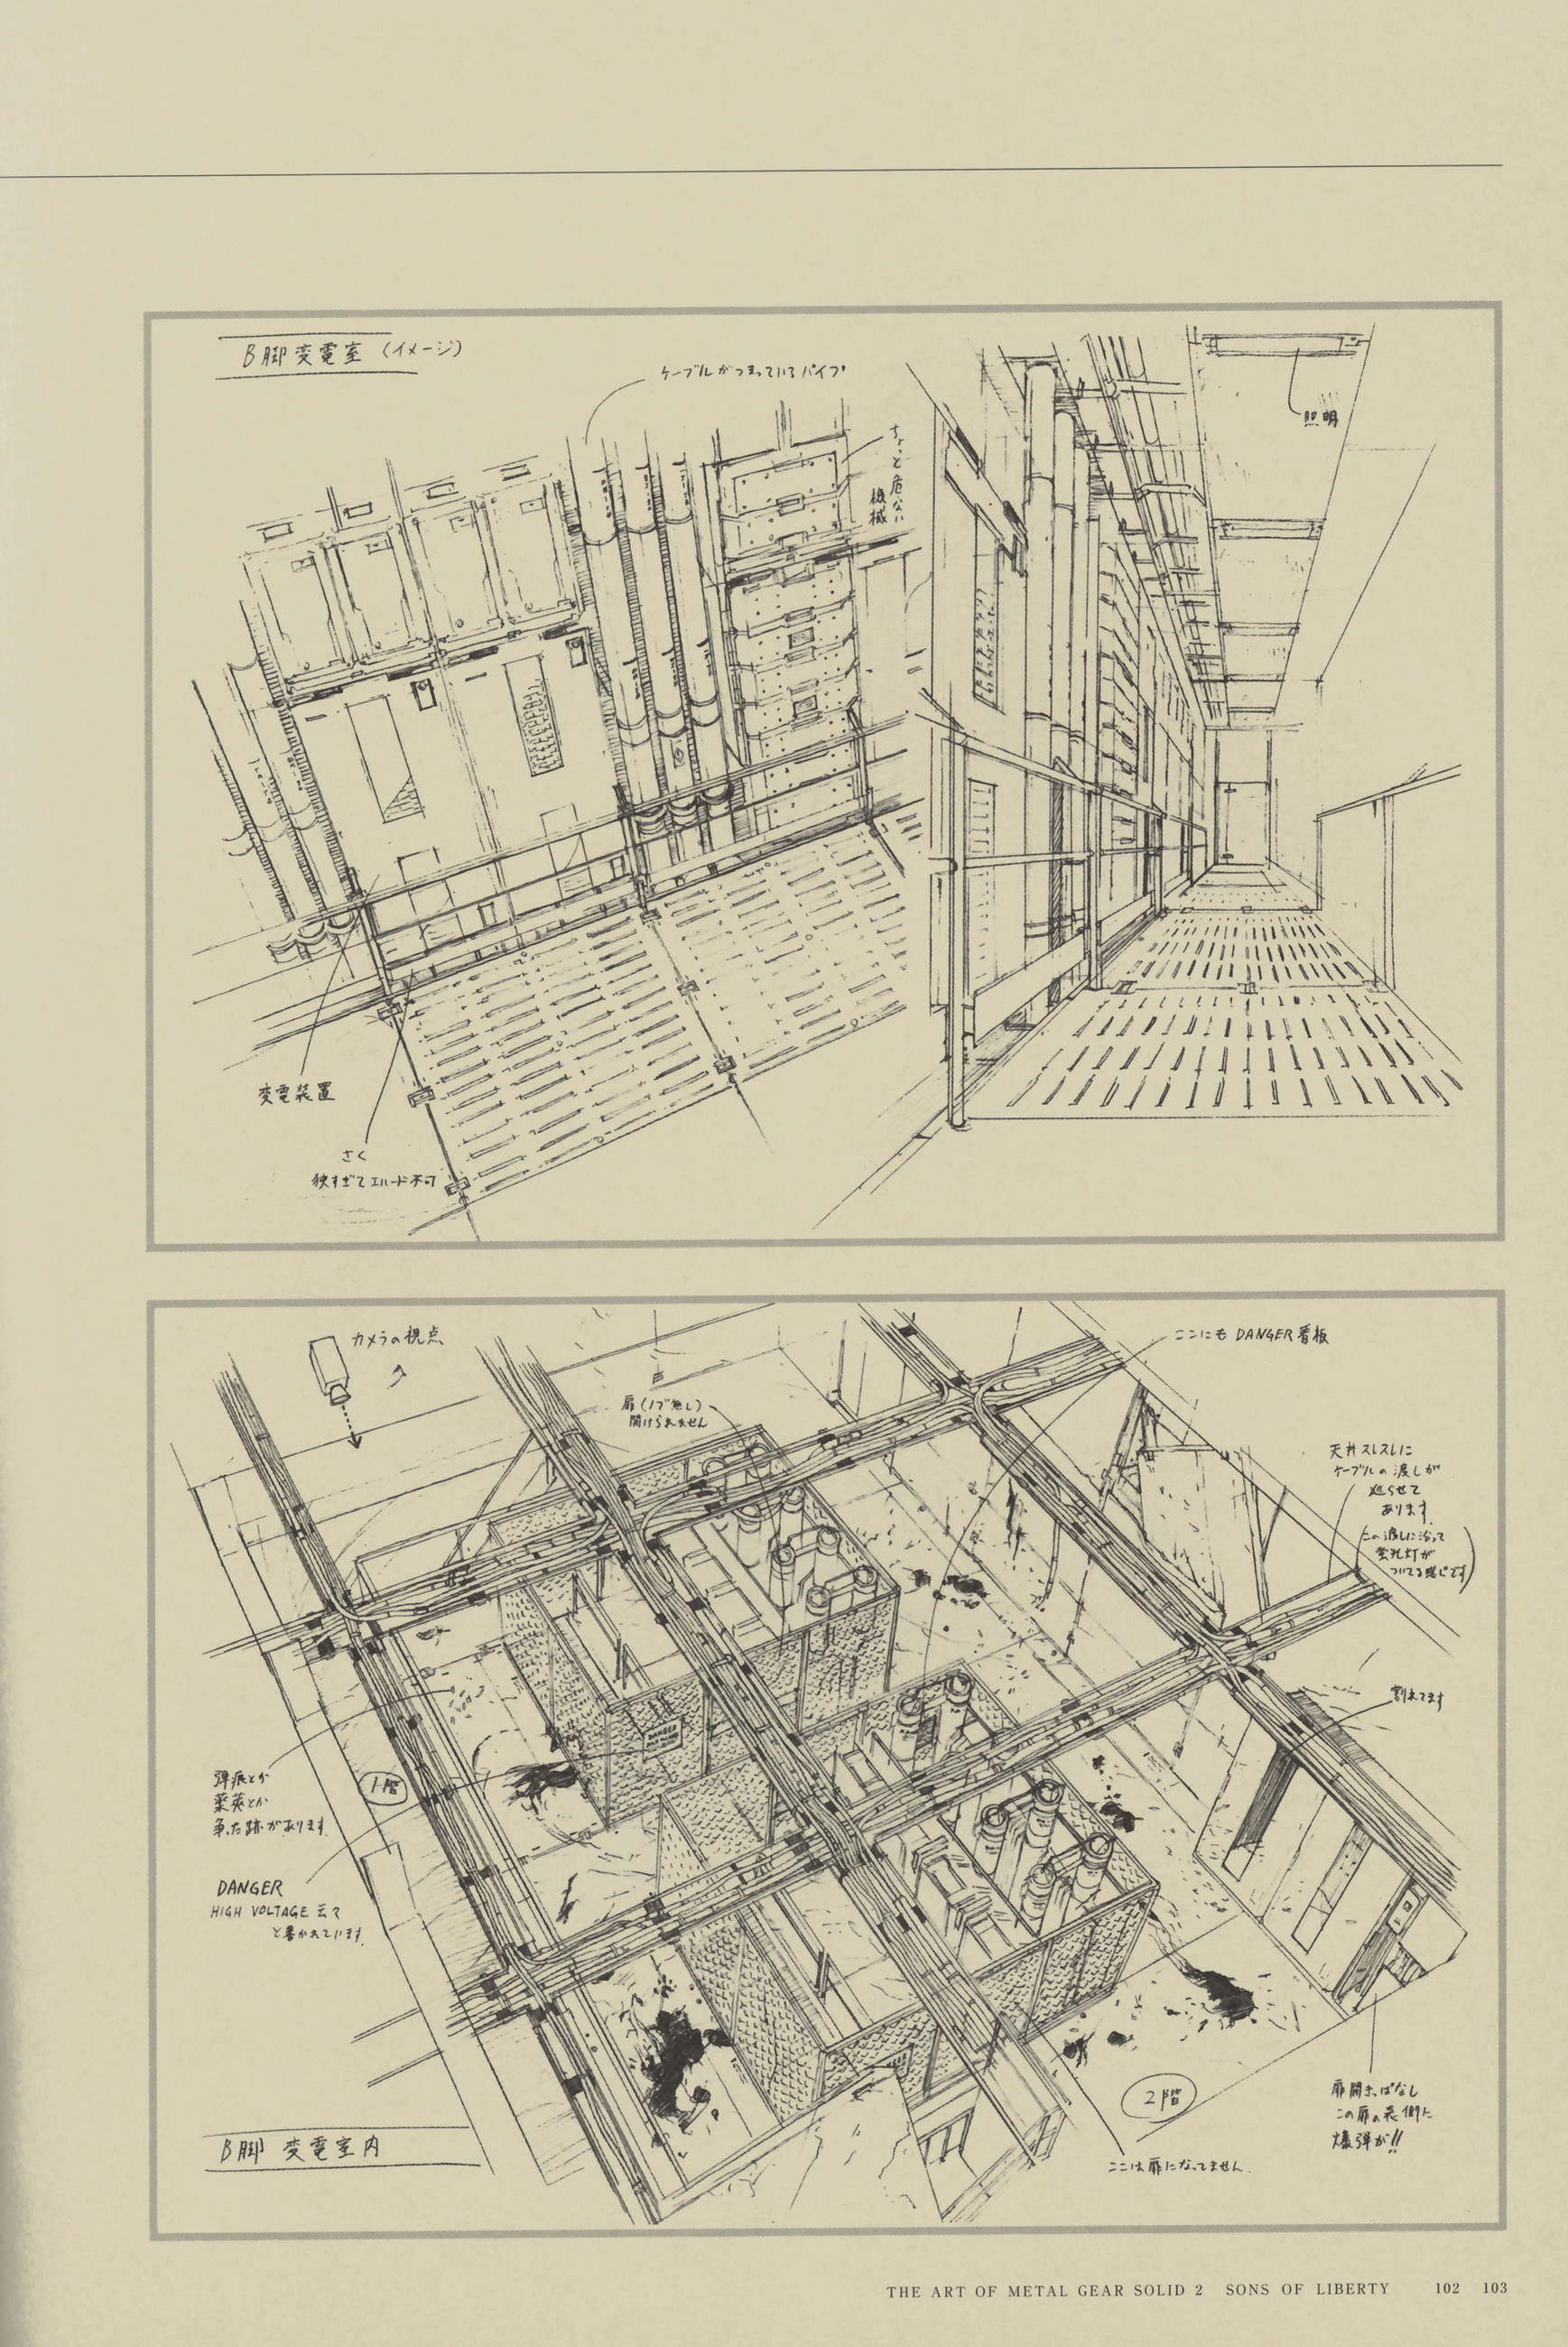 B脚 変電室 (イメージ)
ケーブルがつまっているパイプ
ちょっと危ない
機械
照明
変電装置
さく
狭すぎてエルード不可
カメラの視点
扉(ノブ無し)
開けられません
ここにも DANGER 看板
天井スレスレに
ケーブルの渡しが
巡らせて
あります。
(この渡しに沿って
蛍光灯が
ついてる感じです)
割れてます
弾痕とか
薬莢とか
争った跡があります。
1階
DANGER
HIGH VOLTAGE 云々
と書かれています。
DANGER
2階
扉開きっぱなし
この扉の裏側に
爆弾が!!
ここは扉になってません。
B脚 変電室内
THE ART OF METAL GEAR SOLID 2 SONS OF LIBERTY 102 103